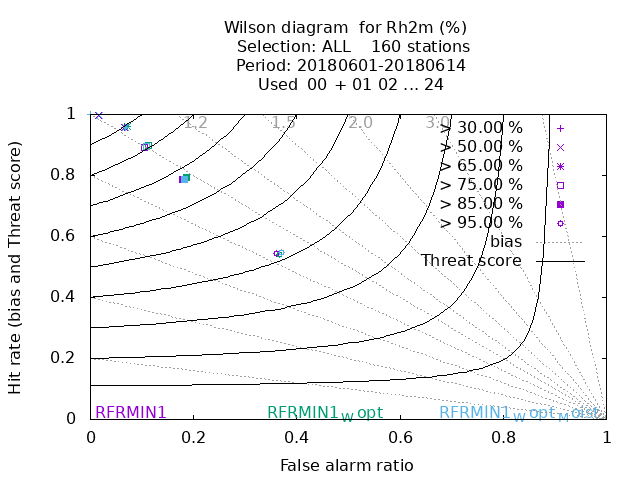 Wilson diagram  for Rh2m (%)
Selection: ALL    160 stations
Period: 20180601-20180614
Used  00 + 01 02 ... 24
Hit rate (bias and Threat score)
1
0.8
0.6
0.4
0.2
0
1.2
1.5
2.0
3.0
> 30.00 %
> 50.00 %
> 65.00 %
> 75.00 %
> 85.00 %
> 95.00 %
bias
Threat score
RFRMIN1 RFRMIN1W opt RFRMIN1W opt
0 0.2 0.4 0.6 0.8 1
False alarm ratio